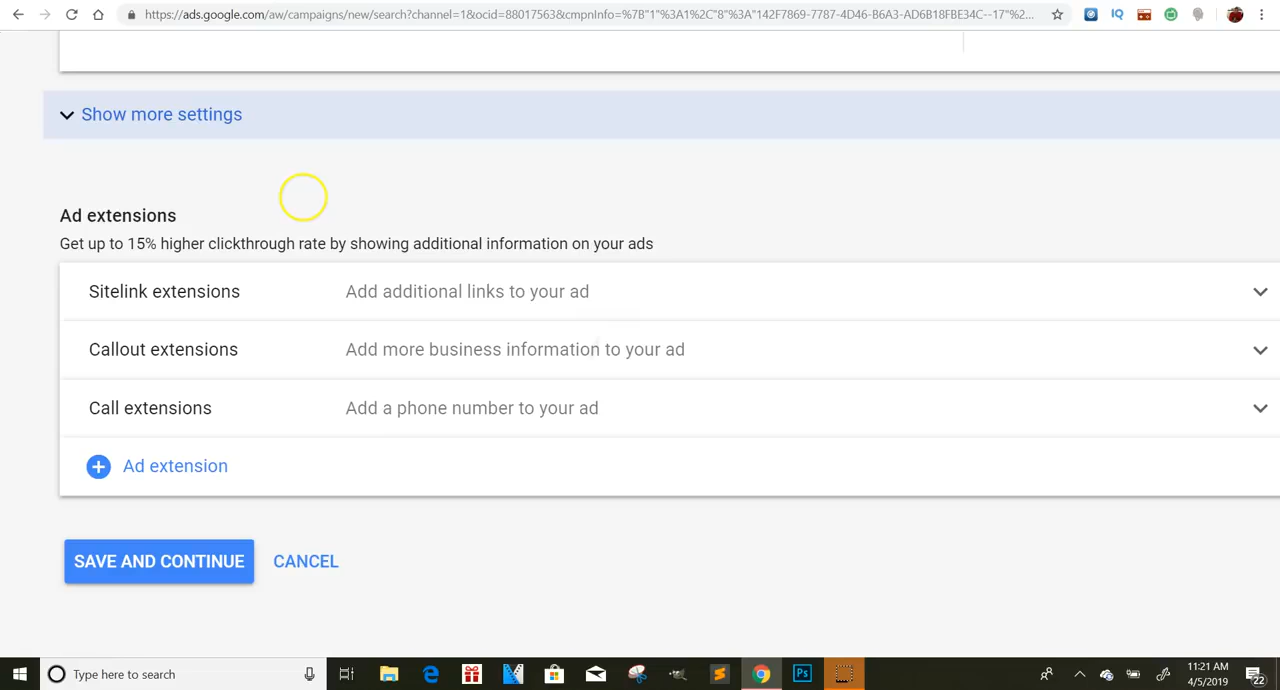 https://ads.google.com/aw/campaigns/new/search?channel=1&ocid=88017563&cmpnInfo=%7B"1"%3A1%2C"8"%3A"142F7869-7787-4D46-B6A3-AD6B18FBE34C--17"%2...
IQ
Show more settings
Ad extensions
Get up to 15% higher clickthrough rate by showing additional information on your ads
Sitelink extensions Add additional links to your ad
Callout extensions Add more business information to your ad
Call extensions Add a phone number to your ad
Ad extension
SAVE AND CONTINUE CANCEL
Type here to search
Ps
11:21 AM
4/5/2019
22